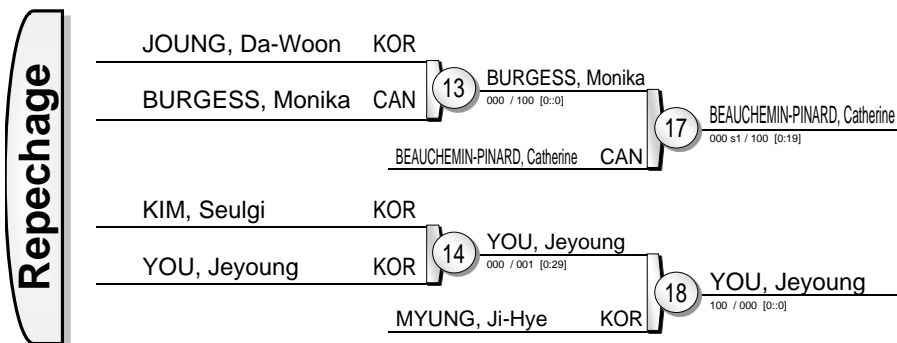 Repechage
JOUNG, Da-Woon KOR
BURGESS, Monika CAN
13
BURGESS, Monika
000 / 100 [0::0]
BEAUCHEMIN-PINARD, Catherine CAN
17
BEAUCHEMIN-PINARD, Catherine
000 s1 / 100 [0:19]
KIM, Seulgi KOR
YOU, Jeyoung KOR
14
YOU, Jeyoung
000 / 001 [0:29]
MYUNG, Ji-Hye KOR
18
YOU, Jeyoung
100 / 000 [0::0]